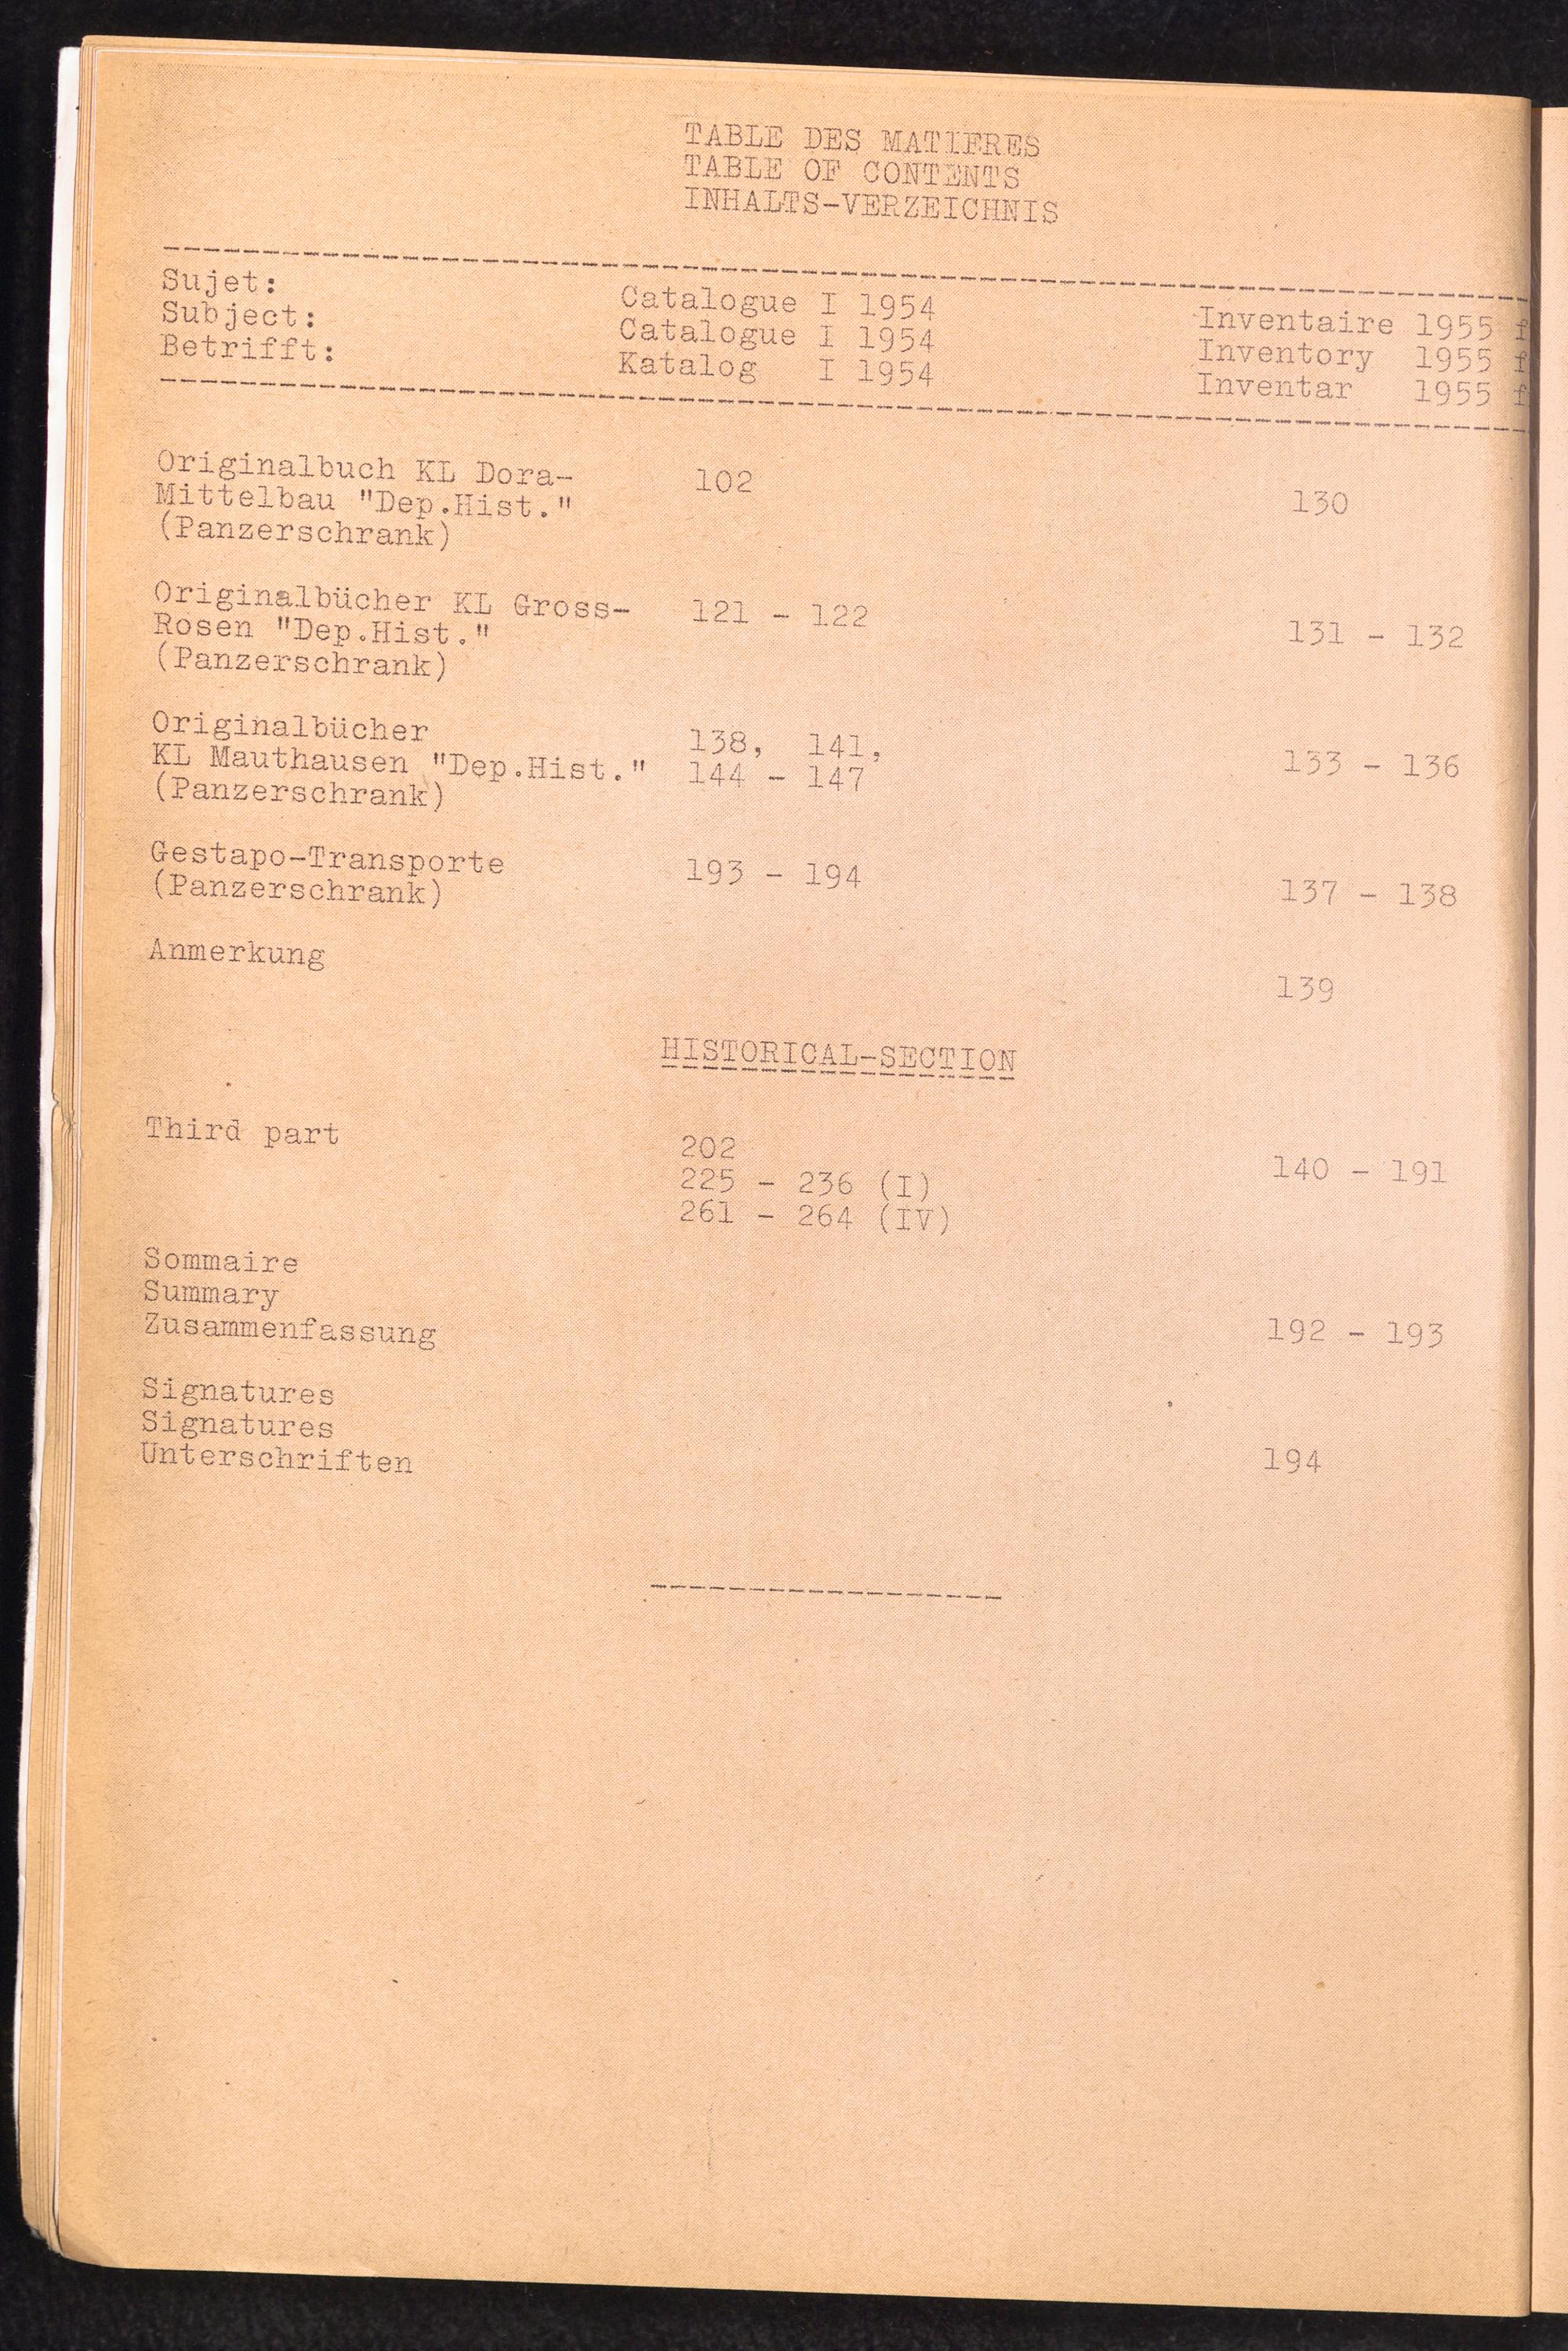 TABLE DES MATIERES
TABLE OF CONTENTS
INHALTS-VERZEICHNIS
Sujet: Catalogue I 1954 Inventaire 1955 f
Subject: Catalogue I 1954 Inventory 1955 f
Betrifft: Katalog I 1954 Inventar 1955 f
Originalbuch KL Dora- 102 130
Mittelbau "Dep.Hist."
(Panzerschrank)
Originalbücher KL Gross- 121 - 122 131 - 132
Rosen "Dep.Hist."
(Panzerschrank)
Originalbücher 138, 141,
KL Mauthausen "Dep.Hist." 144 - 147 133 - 136
(Panzerschrank)
Gestapo-Transporte 193 - 194 137 - 138
(Panzerschrank)
Anmerkung 139
HISTORICAL-SECTION
Third part 202 140 - 191
225 - 236 (I)
261 - 264 (IV)
Sommaire
Summary
Zusammenfassung 192 - 193
Signatures
Signatures
Unterschriften 194